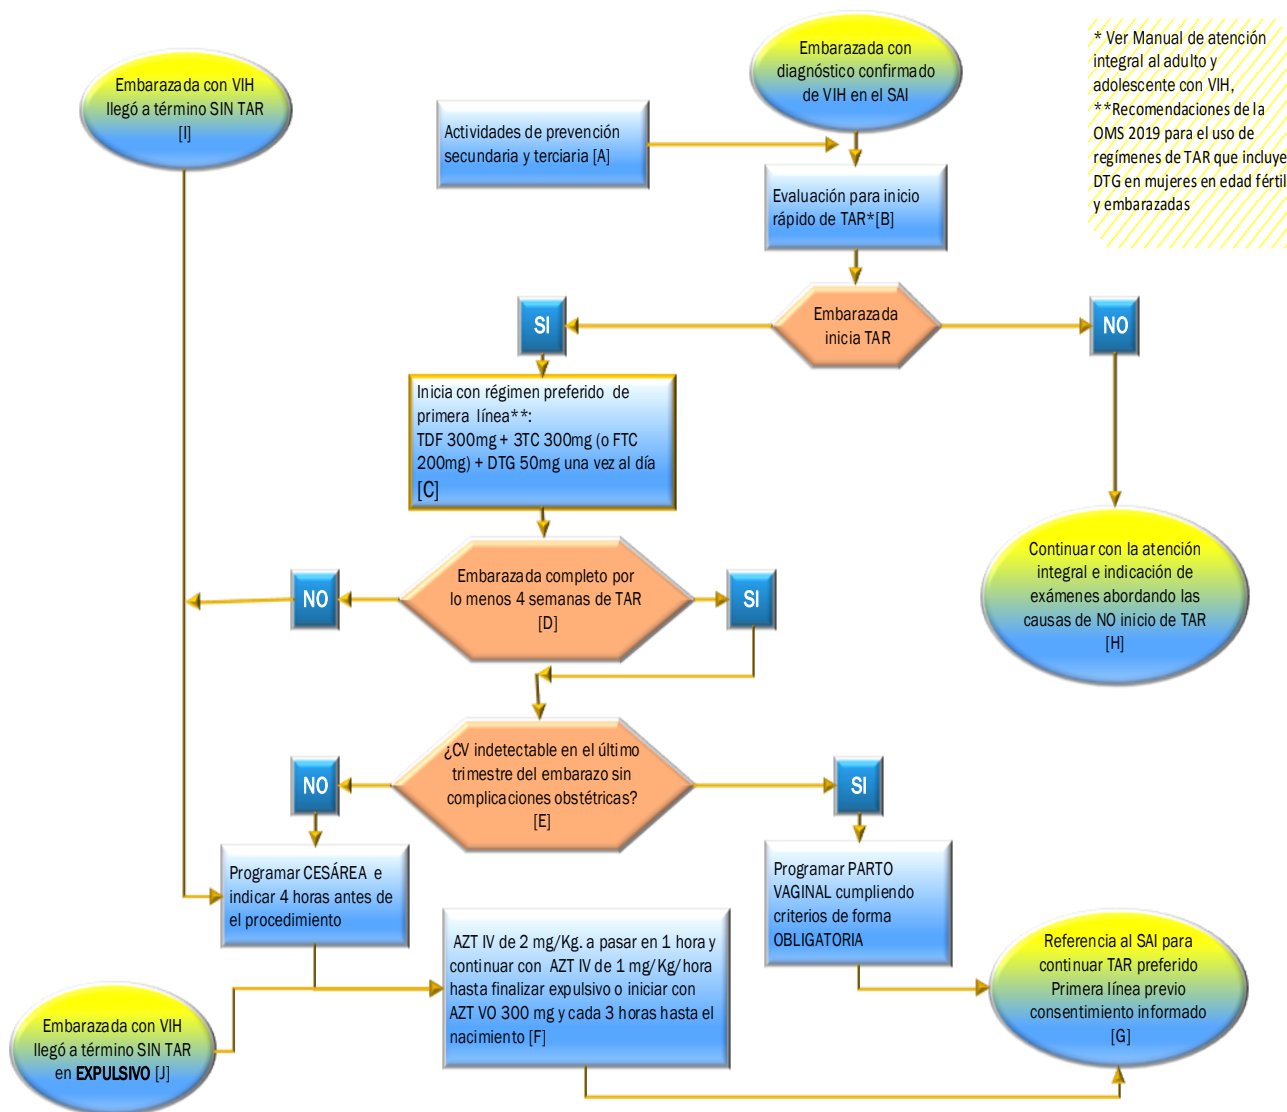 Embarazada con VIH
llegó a término SIN TAR
[I]
Embarazada con
diagnóstico confirmado
de VIH en el SAI
* Ver Manual de atención
integral al adulto y
adolescente con VIH,
**Recomendaciones de la
OMS 2019 para el uso de
regímenes de TAR que incluye
DTG en mujeres en edad fértil
y embarazadas
Actividades de prevención
secundaria y terciaria [A]
Evaluación para inicio
rápido de TAR*[B]
Embarazada
inicia TAR
SI
NO
Inicia con régimen preferido de
primera línea**:
TDF 300mg + 3TC 300mg (o FTC
200mg) + DTG 50mg una vez al día
[C]
Embarazada completo por
lo menos 4 semanas de TAR
[D]
NO
SI
Continuar con la atención
integral e indicación de
exámenes abordando las
causas de NO inicio de TAR
[H]
¿CV indetectable en el último
trimestre del embarazo sin
complicaciones obstétricas?
[E]
NO
SI
Programar CESÁREA e
indicar 4 horas antes de
el procedimiento
Programar PARTO
VAGINAL cumpliendo
criterios de forma
OBLIGATORIA
AZT IV de 2 mg/Kg. a pasar en 1 hora y
continuar con AZT IV de 1 mg/Kg/hora
hasta finalizar expulsivo o iniciar con
AZT VO 300 mg y cada 3 horas hasta el
nacimiento [F]
Referencia al SAI para
continuar TAR preferido
Primera línea previo
consentimiento informado
[G]
Embarazada con VIH
llegó a término SIN TAR
en EXPULSIVO [J]